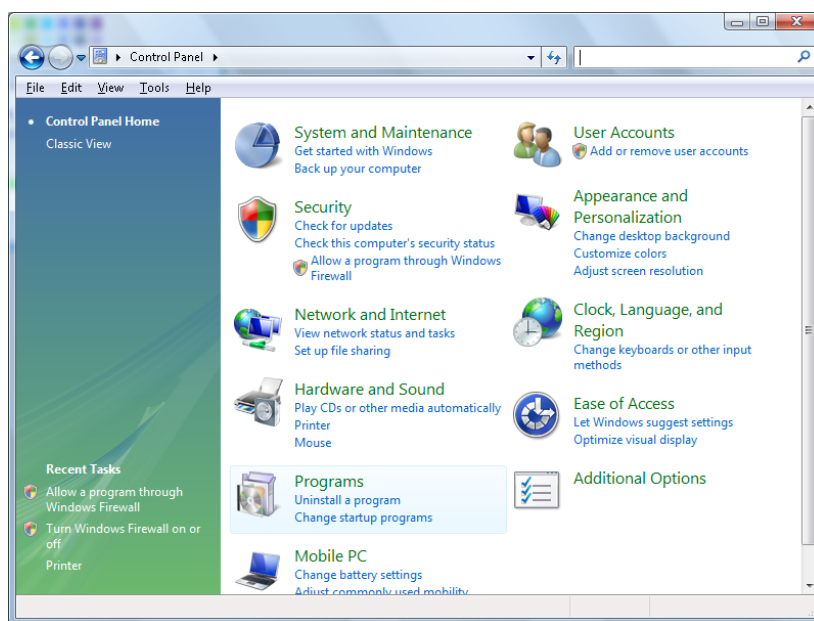 Control Panel
File Edit View Tools Help
Control Panel Home
Classic View
System and Maintenance
Get started with Windows
Back up your computer
Security
Check for updates
Check this computer's security status
Allow a program through Windows
Firewall
Network and Internet
View network status and tasks
Set up file sharing
Hardware and Sound
Play CDs or other media automatically
Printer
Mouse
Programs
Uninstall a program
Change startup programs
Mobile PC
Change battery settings
Adjust commonly used mobility
User Accounts
Add or remove user accounts
Appearance and
Personalization
Change desktop background
Customize colors
Adjust screen resolution
Clock, Language, and
Region
Change keyboards or other input
methods
Ease of Access
Let Windows suggest settings
Optimize visual display
Additional Options
Recent Tasks
Allow a program through
Windows Firewall
Turn Windows Firewall on or
off
Printer